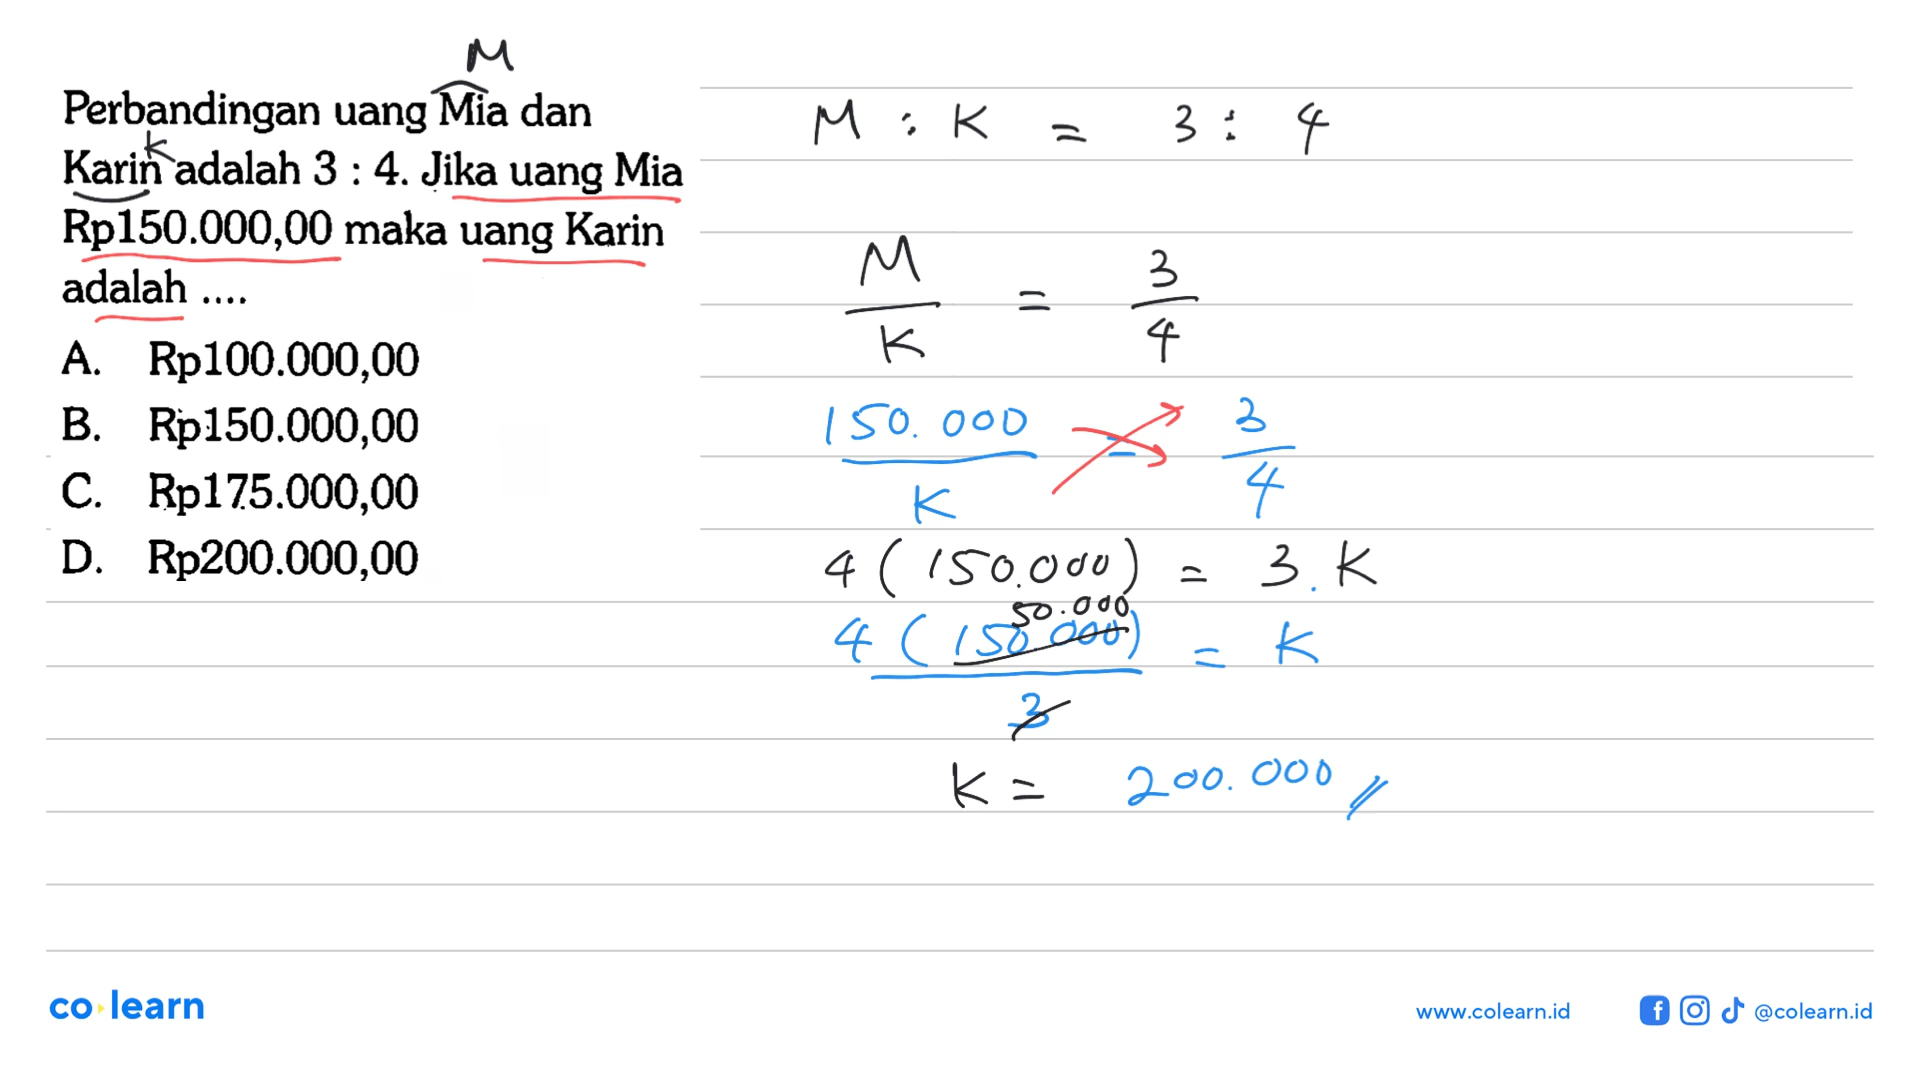 M
Perbandingan uang Mia dan
K
Karin adalah 3 : 4. Jika uang Mia
Rp150.000,00 maka uang Karin
adalah ....
A. Rp100.000,00
B. Rp150.000,00
C. Rp175.000,00
D. Rp200.000,00
M : K = 3 : 4
M
K
=
3
4
150.000
K
=
3
4
4 ( 150.000 ) = 3 . K
50.000
4 ( 150.000 )
3
= K
K = 200.000 //
co learn
www.colearn.id
@colearn.id